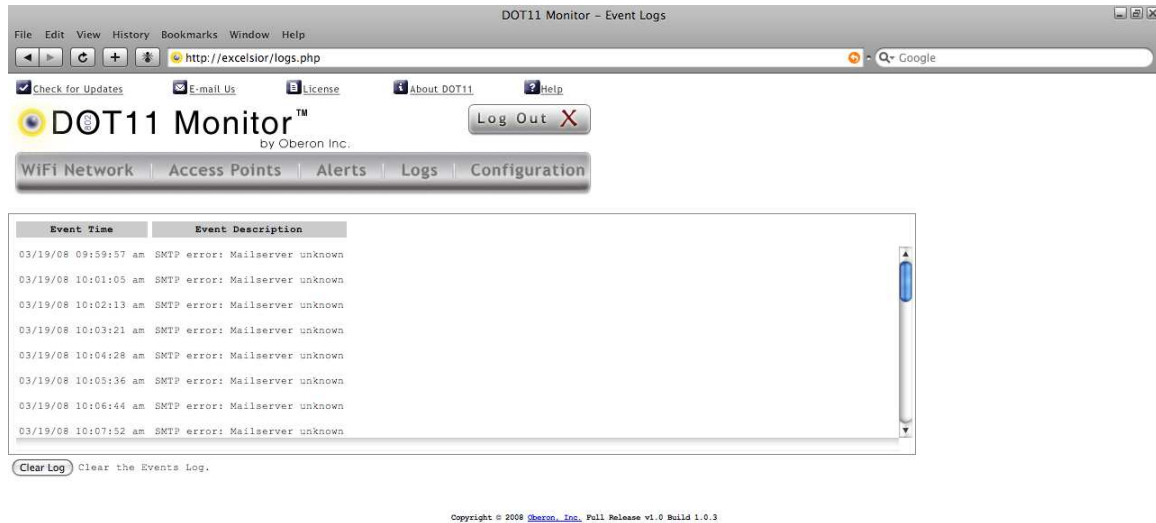 DOT11 Monitor – Event Logs
File Edit View History Bookmarks Window Help
http://excelsior/logs.php
Google
Check for Updates E-mail Us License About DOT11 Help
DOT11 Monitor™
802
by Oberon Inc.
Log Out X
WiFi Network Access Points Alerts Logs Configuration
Event Time Event Description
03/19/08 09:59:57 am SMTP error: Mailserver unknown
03/19/08 10:01:05 am SMTP error: Mailserver unknown
03/19/08 10:02:13 am SMTP error: Mailserver unknown
03/19/08 10:03:21 am SMTP error: Mailserver unknown
03/19/08 10:04:28 am SMTP error: Mailserver unknown
03/19/08 10:05:36 am SMTP error: Mailserver unknown
03/19/08 10:06:44 am SMTP error: Mailserver unknown
03/19/08 10:07:52 am SMTP error: Mailserver unknown
Clear Log Clear the Events Log.
Copyright © 2008 Oberon, Inc. Full Release v1.0 Build 1.0.3